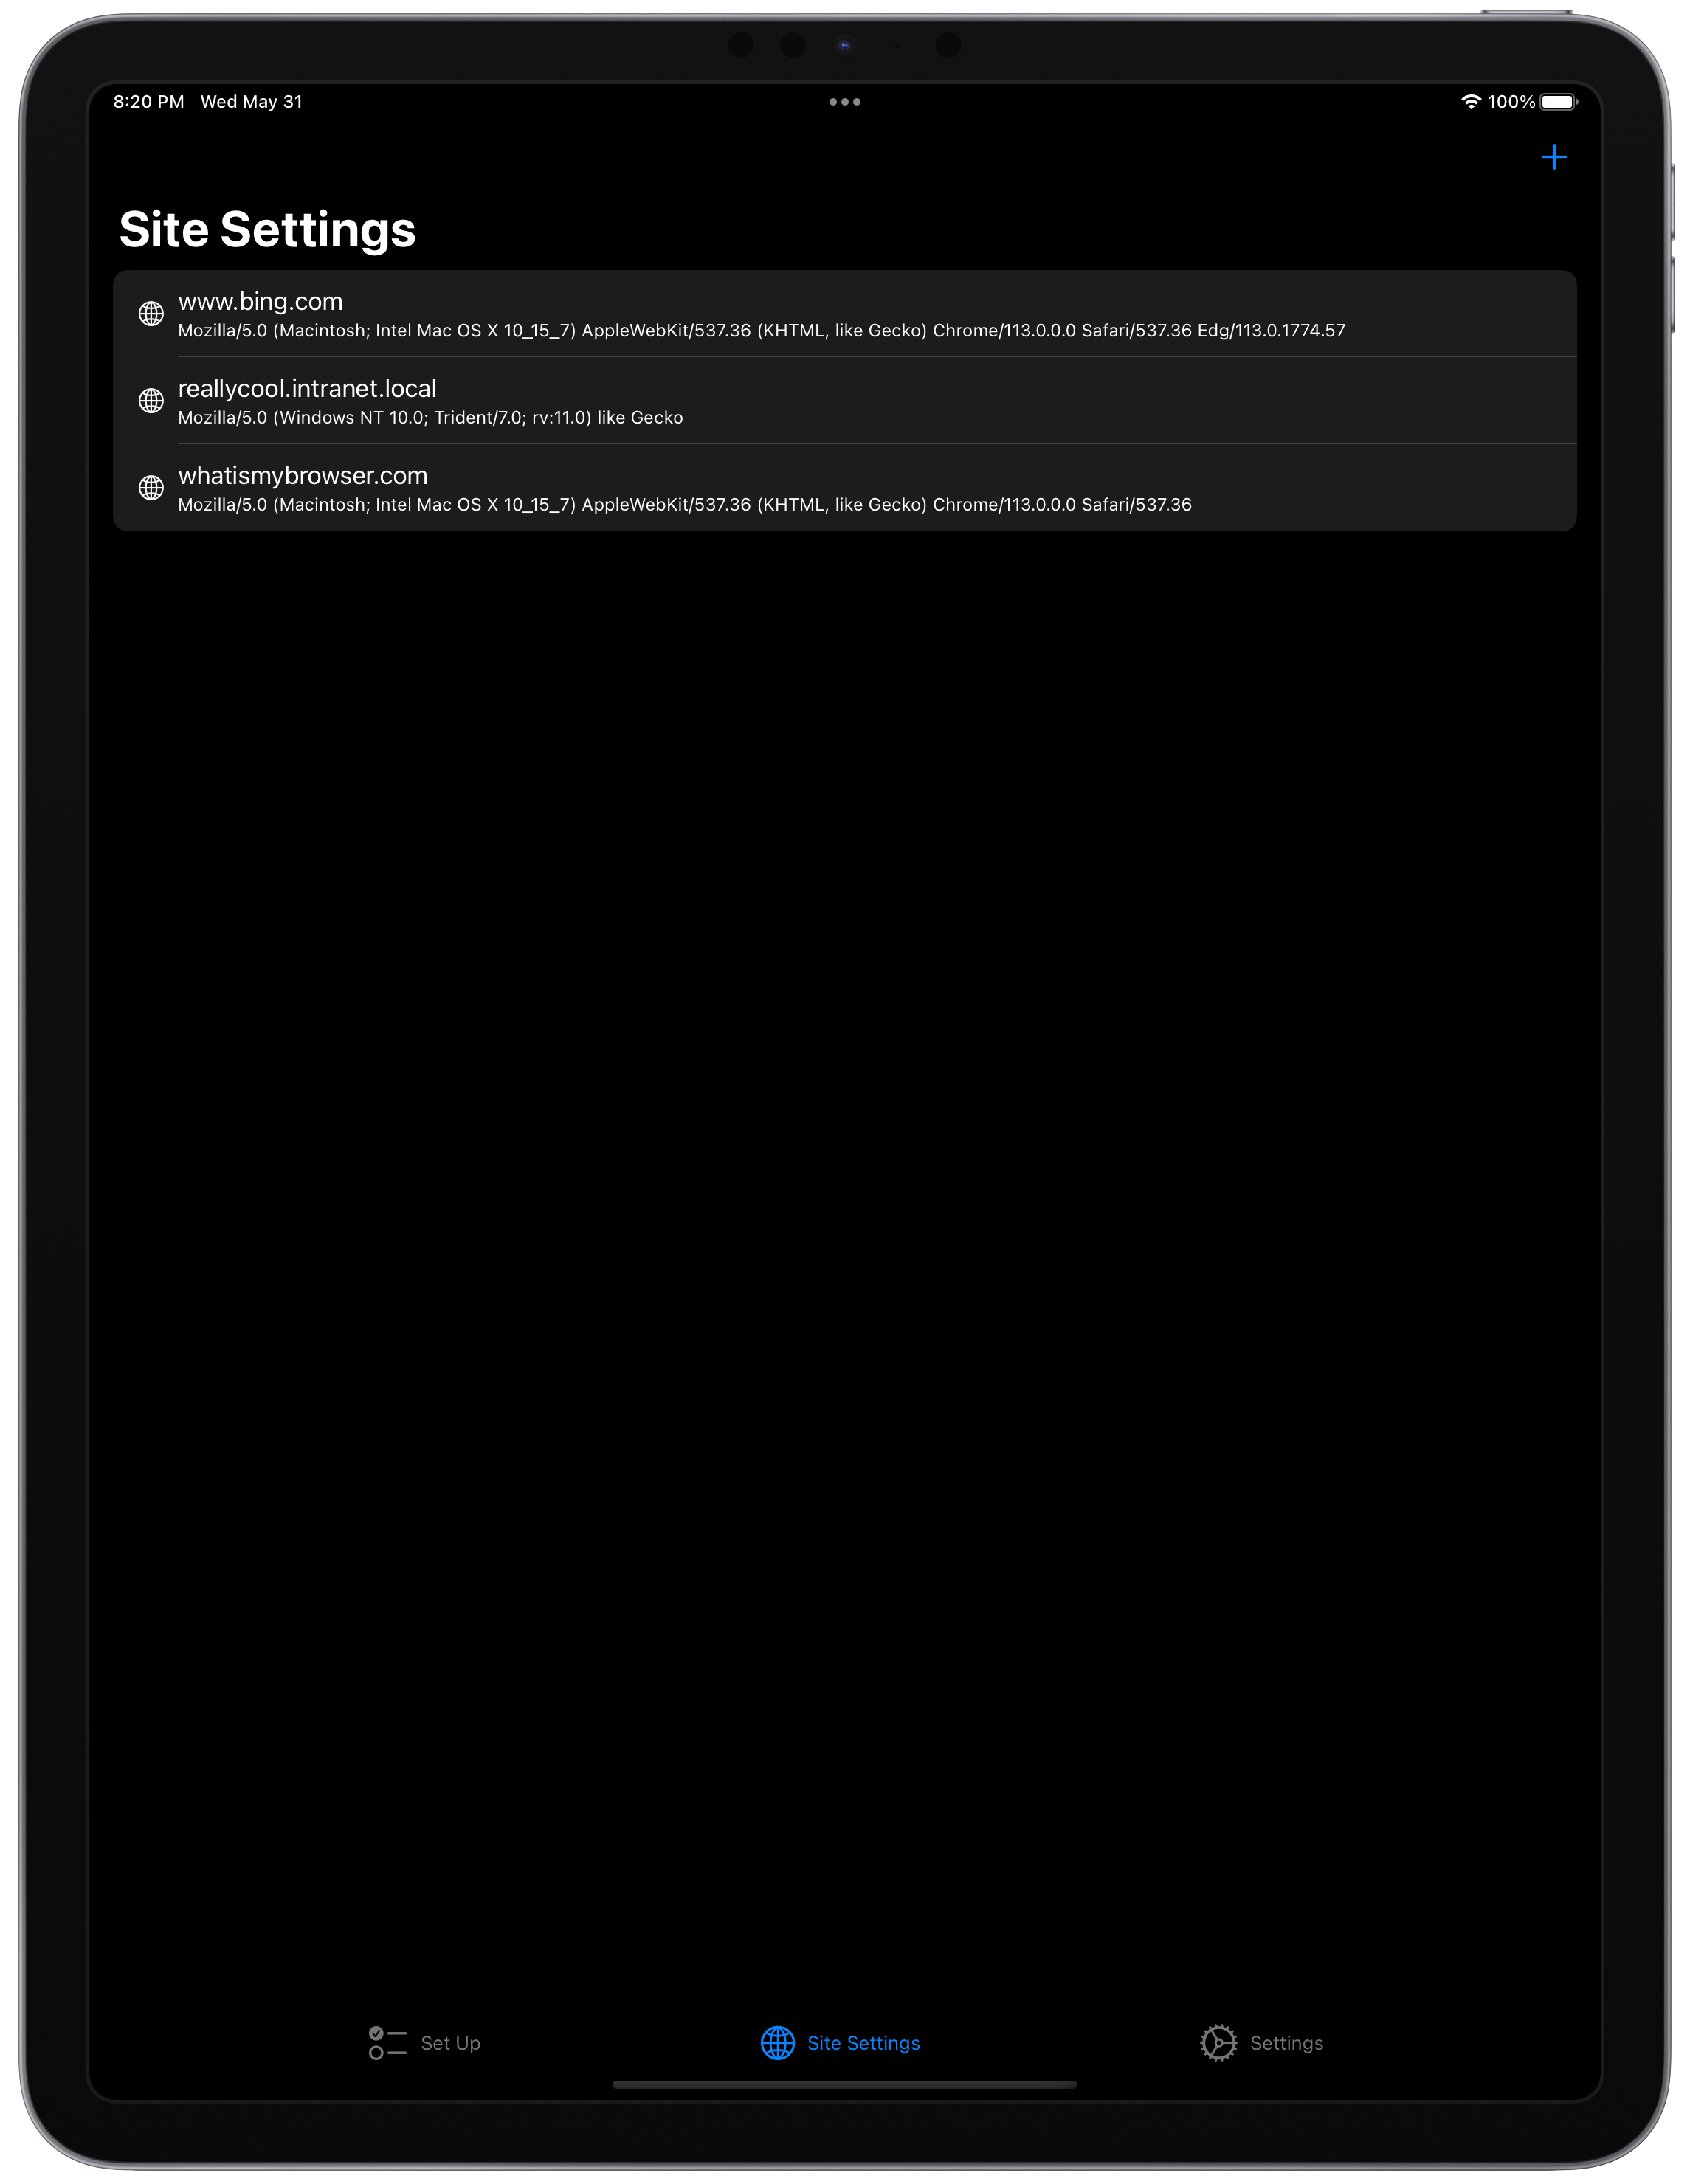 8:20 PM Wed May 31 100%
Site Settings
www.bing.com
Mozilla/5.0 (Macintosh; Intel Mac OS X 10_15_7) AppleWebKit/537.36 (KHTML, like Gecko) Chrome/113.0.0.0 Safari/537.36 Edg/113.0.1774.57
reallycool.intranet.local
Mozilla/5.0 (Windows NT 10.0; Trident/7.0; rv:11.0) like Gecko
whatismybrowser.com
Mozilla/5.0 (Macintosh; Intel Mac OS X 10_15_7) AppleWebKit/537.36 (KHTML, like Gecko) Chrome/113.0.0.0 Safari/537.36
Set Up Site Settings Settings